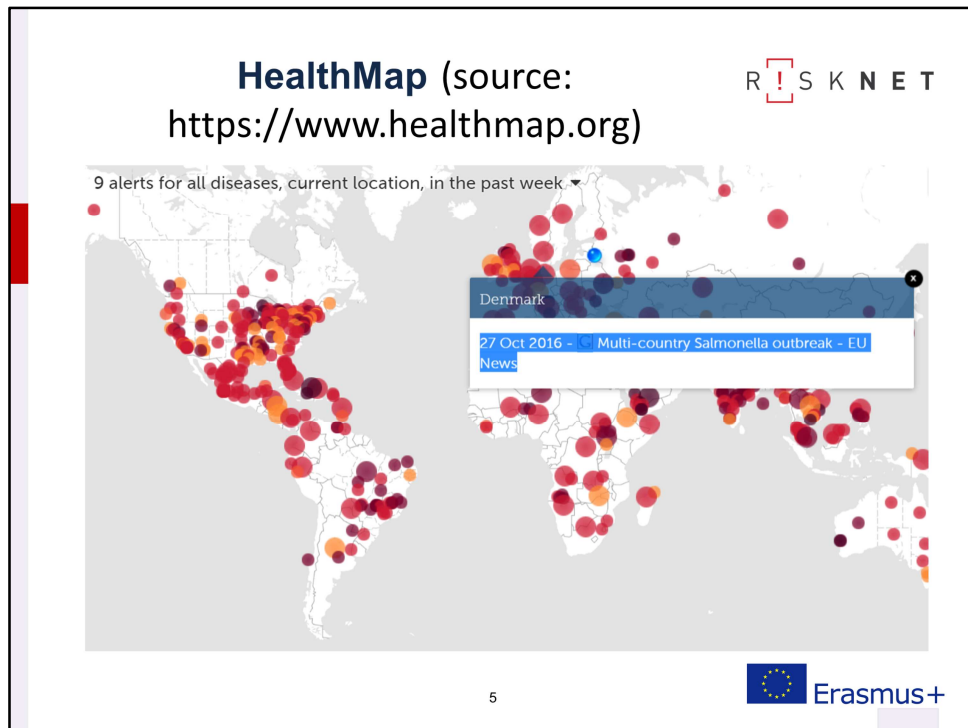 HealthMap (source:
https://www.healthmap.org)
R!SKNET
9 alerts for all diseases, current location, in the past week
x
Denmark
27 Oct 2016 - G Multi-country Salmonella outbreak - EU
News
5
Erasmus+